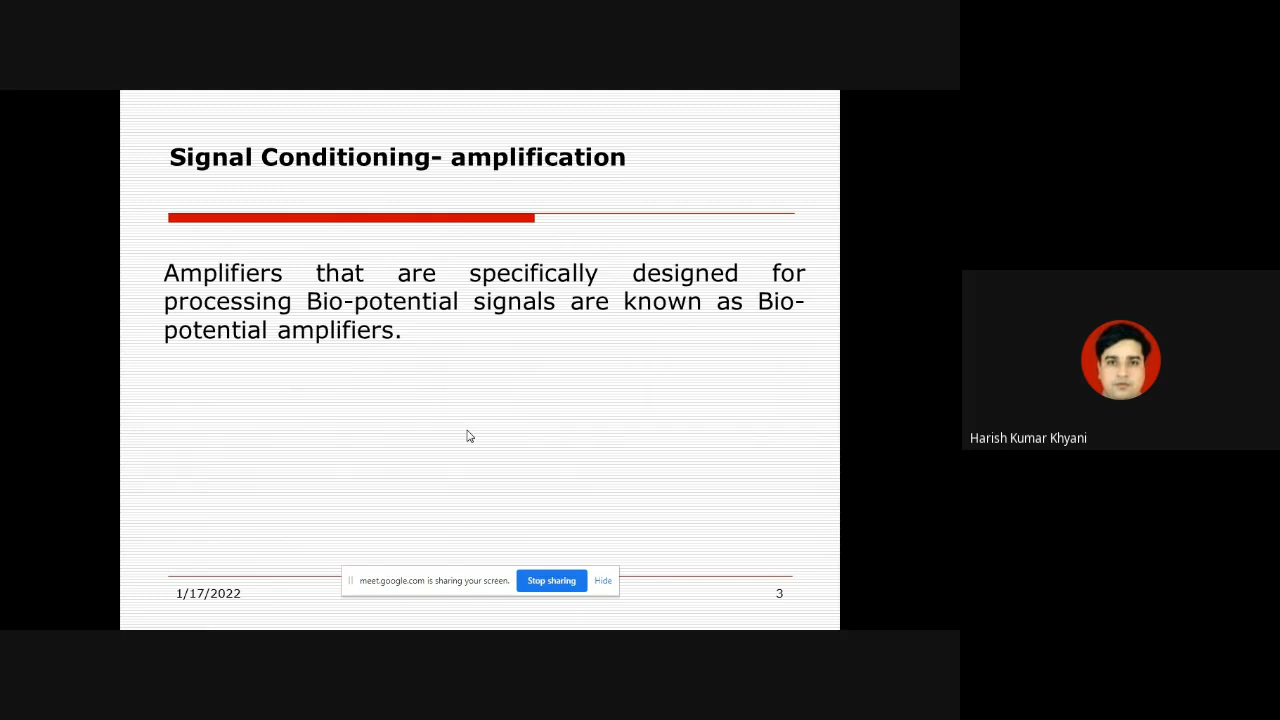 Signal Conditioning- amplification
Amplifiers that are specifically designed for
processing Bio-potential signals are known as Bio-
potential amplifiers.
meet.google.com is sharing your screen. Stop sharing Hide
1/17/2022 3
Harish Kumar Khyani